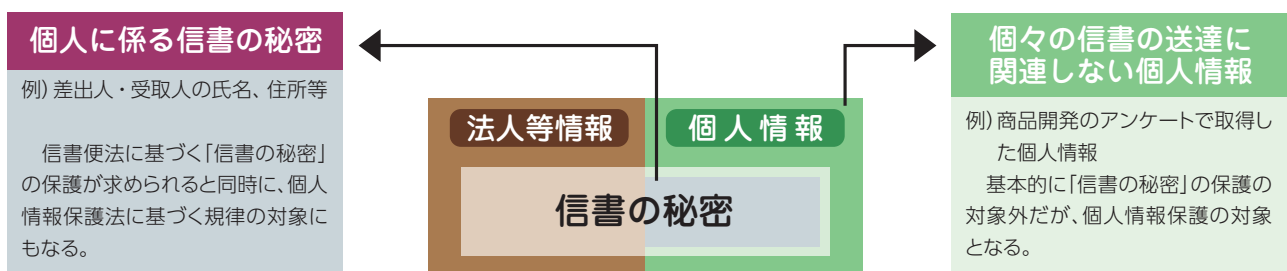 個人に係る信書の秘密
例）差出人・受取人の氏名、住所等
信書便法に基づく「信書の秘密」
の保護が求められると同時に、個人
情報保護法に基づく規律の対象に
もなる。
法人等情報
個人情報
信書の秘密
個々の信書の送達に
関連しない個人情報
例）商品開発のアンケートで取得し
た個人情報
基本的に「信書の秘密」の保護の
対象外だが、個人情報保護の対象
となる。